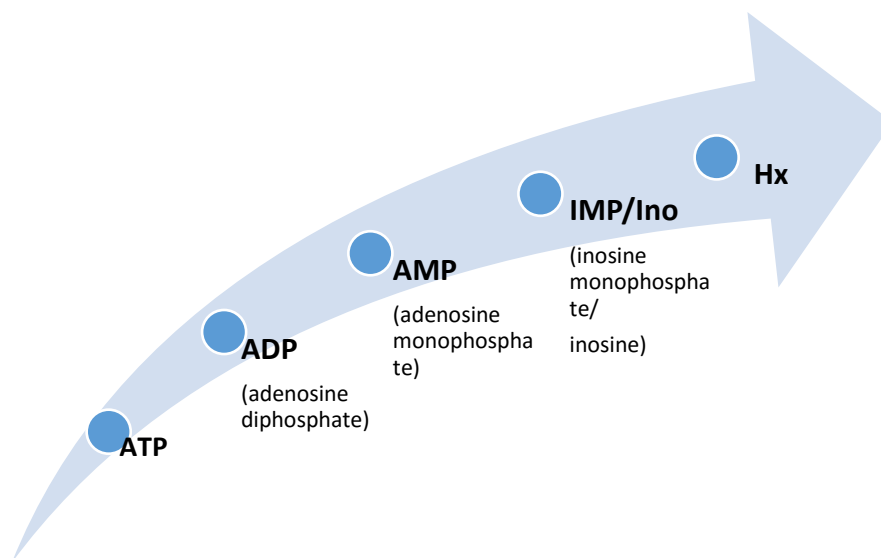 ATP
ADP
(adenosine
diphosphate)
AMP
(adenosine
monophospha
te)
IMP/Ino
(inosine
monophospha
te/
inosine)
Hx